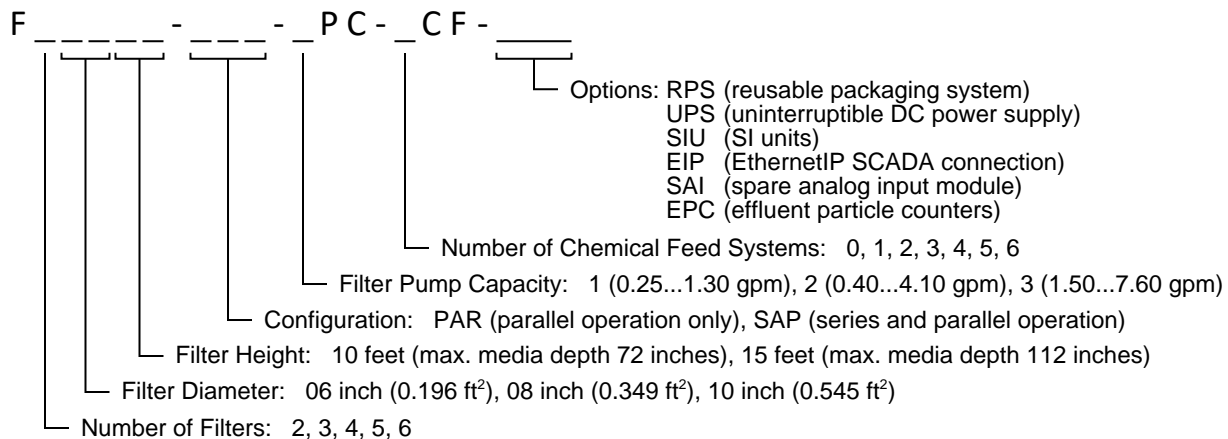 F _ _ _ _ _ - _ _ _ - _ P C - _ C F - ___
Options: RPS (reusable packaging system)
UPS (uninterruptible DC power supply)
SIU (SI units)
EIP (EthernetIP SCADA connection)
SAI (spare analog input module)
EPC (effluent particle counters)
Number of Chemical Feed Systems: 0, 1, 2, 3, 4, 5, 6
Filter Pump Capacity: 1 (0.25...1.30 gpm), 2 (0.40...4.10 gpm), 3 (1.50...7.60 gpm)
Configuration: PAR (parallel operation only), SAP (series and parallel operation)
Filter Height: 10 feet (max. media depth 72 inches), 15 feet (max. media depth 112 inches)
Filter Diameter: 06 inch (0.196 ft²), 08 inch (0.349 ft²), 10 inch (0.545 ft²)
Number of Filters: 2, 3, 4, 5, 6